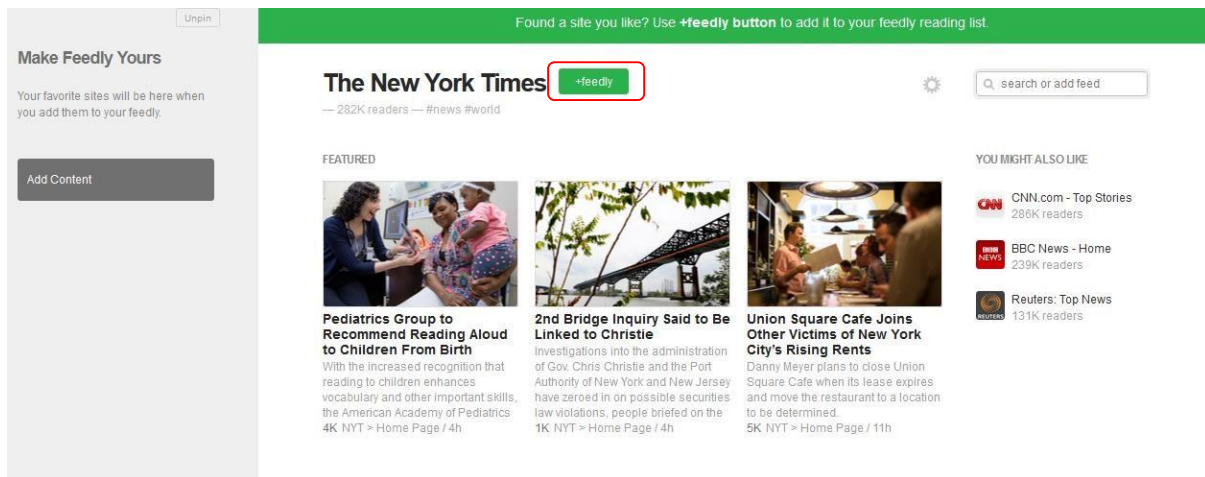 Unpin
Make Feedly Yours
Your favorite sites will be here when
you add them to your feedly.
Add Content
Found a site you like? Use +feedly button to add it to your feedly reading list.
The New York Times
+feedly
— 282K readers — #news #world
search or add feed
FEATURED
Pediatrics Group to
Recommend Reading Aloud
to Children From Birth
With the increased recognition that
reading to children enhances
vocabulary and other important skills,
the American Academy of Pediatrics
4K NYT > Home Page / 4h
2nd Bridge Inquiry Said to Be
Linked to Christie
Investigations into the administration
of Gov. Chris Christie and the Port
Authority of New York and New Jersey
have zeroed in on possible securities
law violations, people briefed on the
1K NYT > Home Page / 4h
Union Square Cafe Joins
Other Victims of New York
City's Rising Rents
Danny Meyer plans to close Union
Square Cafe when its lease expires
and move the restaurant to a location
to be determined.
5K NYT > Home Page / 11h
YOU MIGHT ALSO LIKE
CNN
CNN.com - Top Stories
286K readers
BBC
NEWS
BBC News - Home
239K readers
REUTERS
Reuters: Top News
131K readers